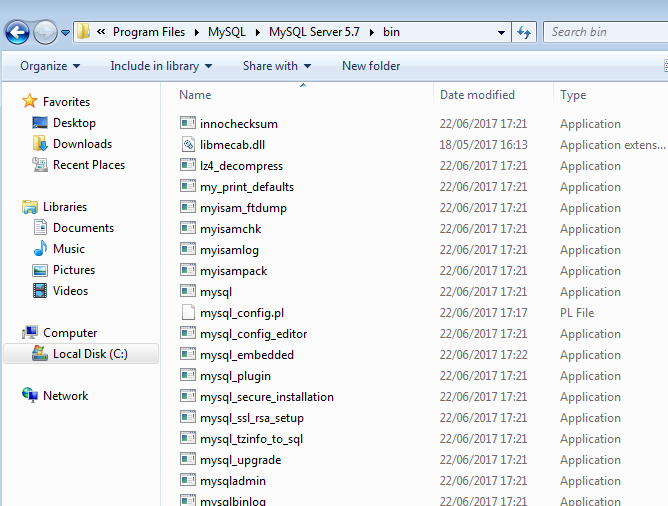 « Program Files ▸ MySQL ▸ MySQL Server 5.7 ▸ bin Search bin
Organize Include in library Share with New folder
Name Date modified Type
Favorites
Desktop
Downloads
Recent Places
Libraries
Documents
Music
Pictures
Videos
Computer
Local Disk (C:)
Network
innochecksum 22/06/2017 17:21 Application
libmecab.dll 18/05/2017 16:13 Application extens...
lz4_decompress 22/06/2017 17:21 Application
my_print_defaults 22/06/2017 17:21 Application
myisam_ftdump 22/06/2017 17:21 Application
myisamchk 22/06/2017 17:21 Application
myisamlog 22/06/2017 17:21 Application
myisampack 22/06/2017 17:21 Application
mysql 22/06/2017 17:21 Application
mysql_config.pl 22/06/2017 17:17 PL File
mysql_config_editor 22/06/2017 17:21 Application
mysql_embedded 22/06/2017 17:22 Application
mysql_plugin 22/06/2017 17:21 Application
mysql_secure_installation 22/06/2017 17:21 Application
mysql_ssl_rsa_setup 22/06/2017 17:21 Application
mysql_tzinfo_to_sql 22/06/2017 17:21 Application
mysql_upgrade 22/06/2017 17:21 Application
mysqladmin 22/06/2017 17:21 Application
mysqlbinlog 22/06/2017 17:21 Application